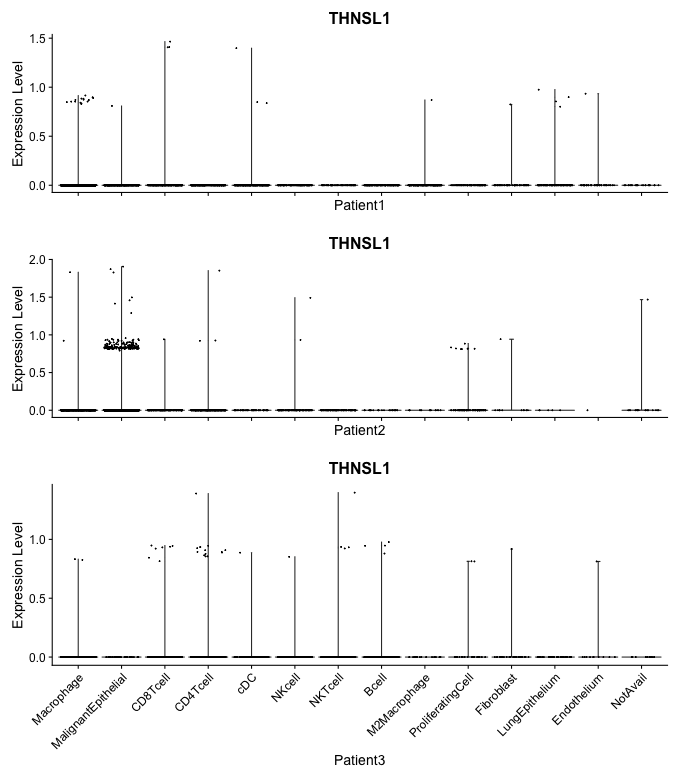 THNSL1
1.5
1.0
0.5
0.0
Expression Level
Patient1
THNSL1
2.0
1.5
1.0
0.5
0.0
Expression Level
Patient2
THNSL1
1.0
0.5
0.0
Expression Level
Macrophage
MalignantEpithelial
CD8Tcell
CD4Tcell
cDC
NKcell
NKTcell
Bcell
M2Macrophage
ProliferatingCell
Fibroblast
LungEpithelium
Endothelium
NotAvail
Patient3